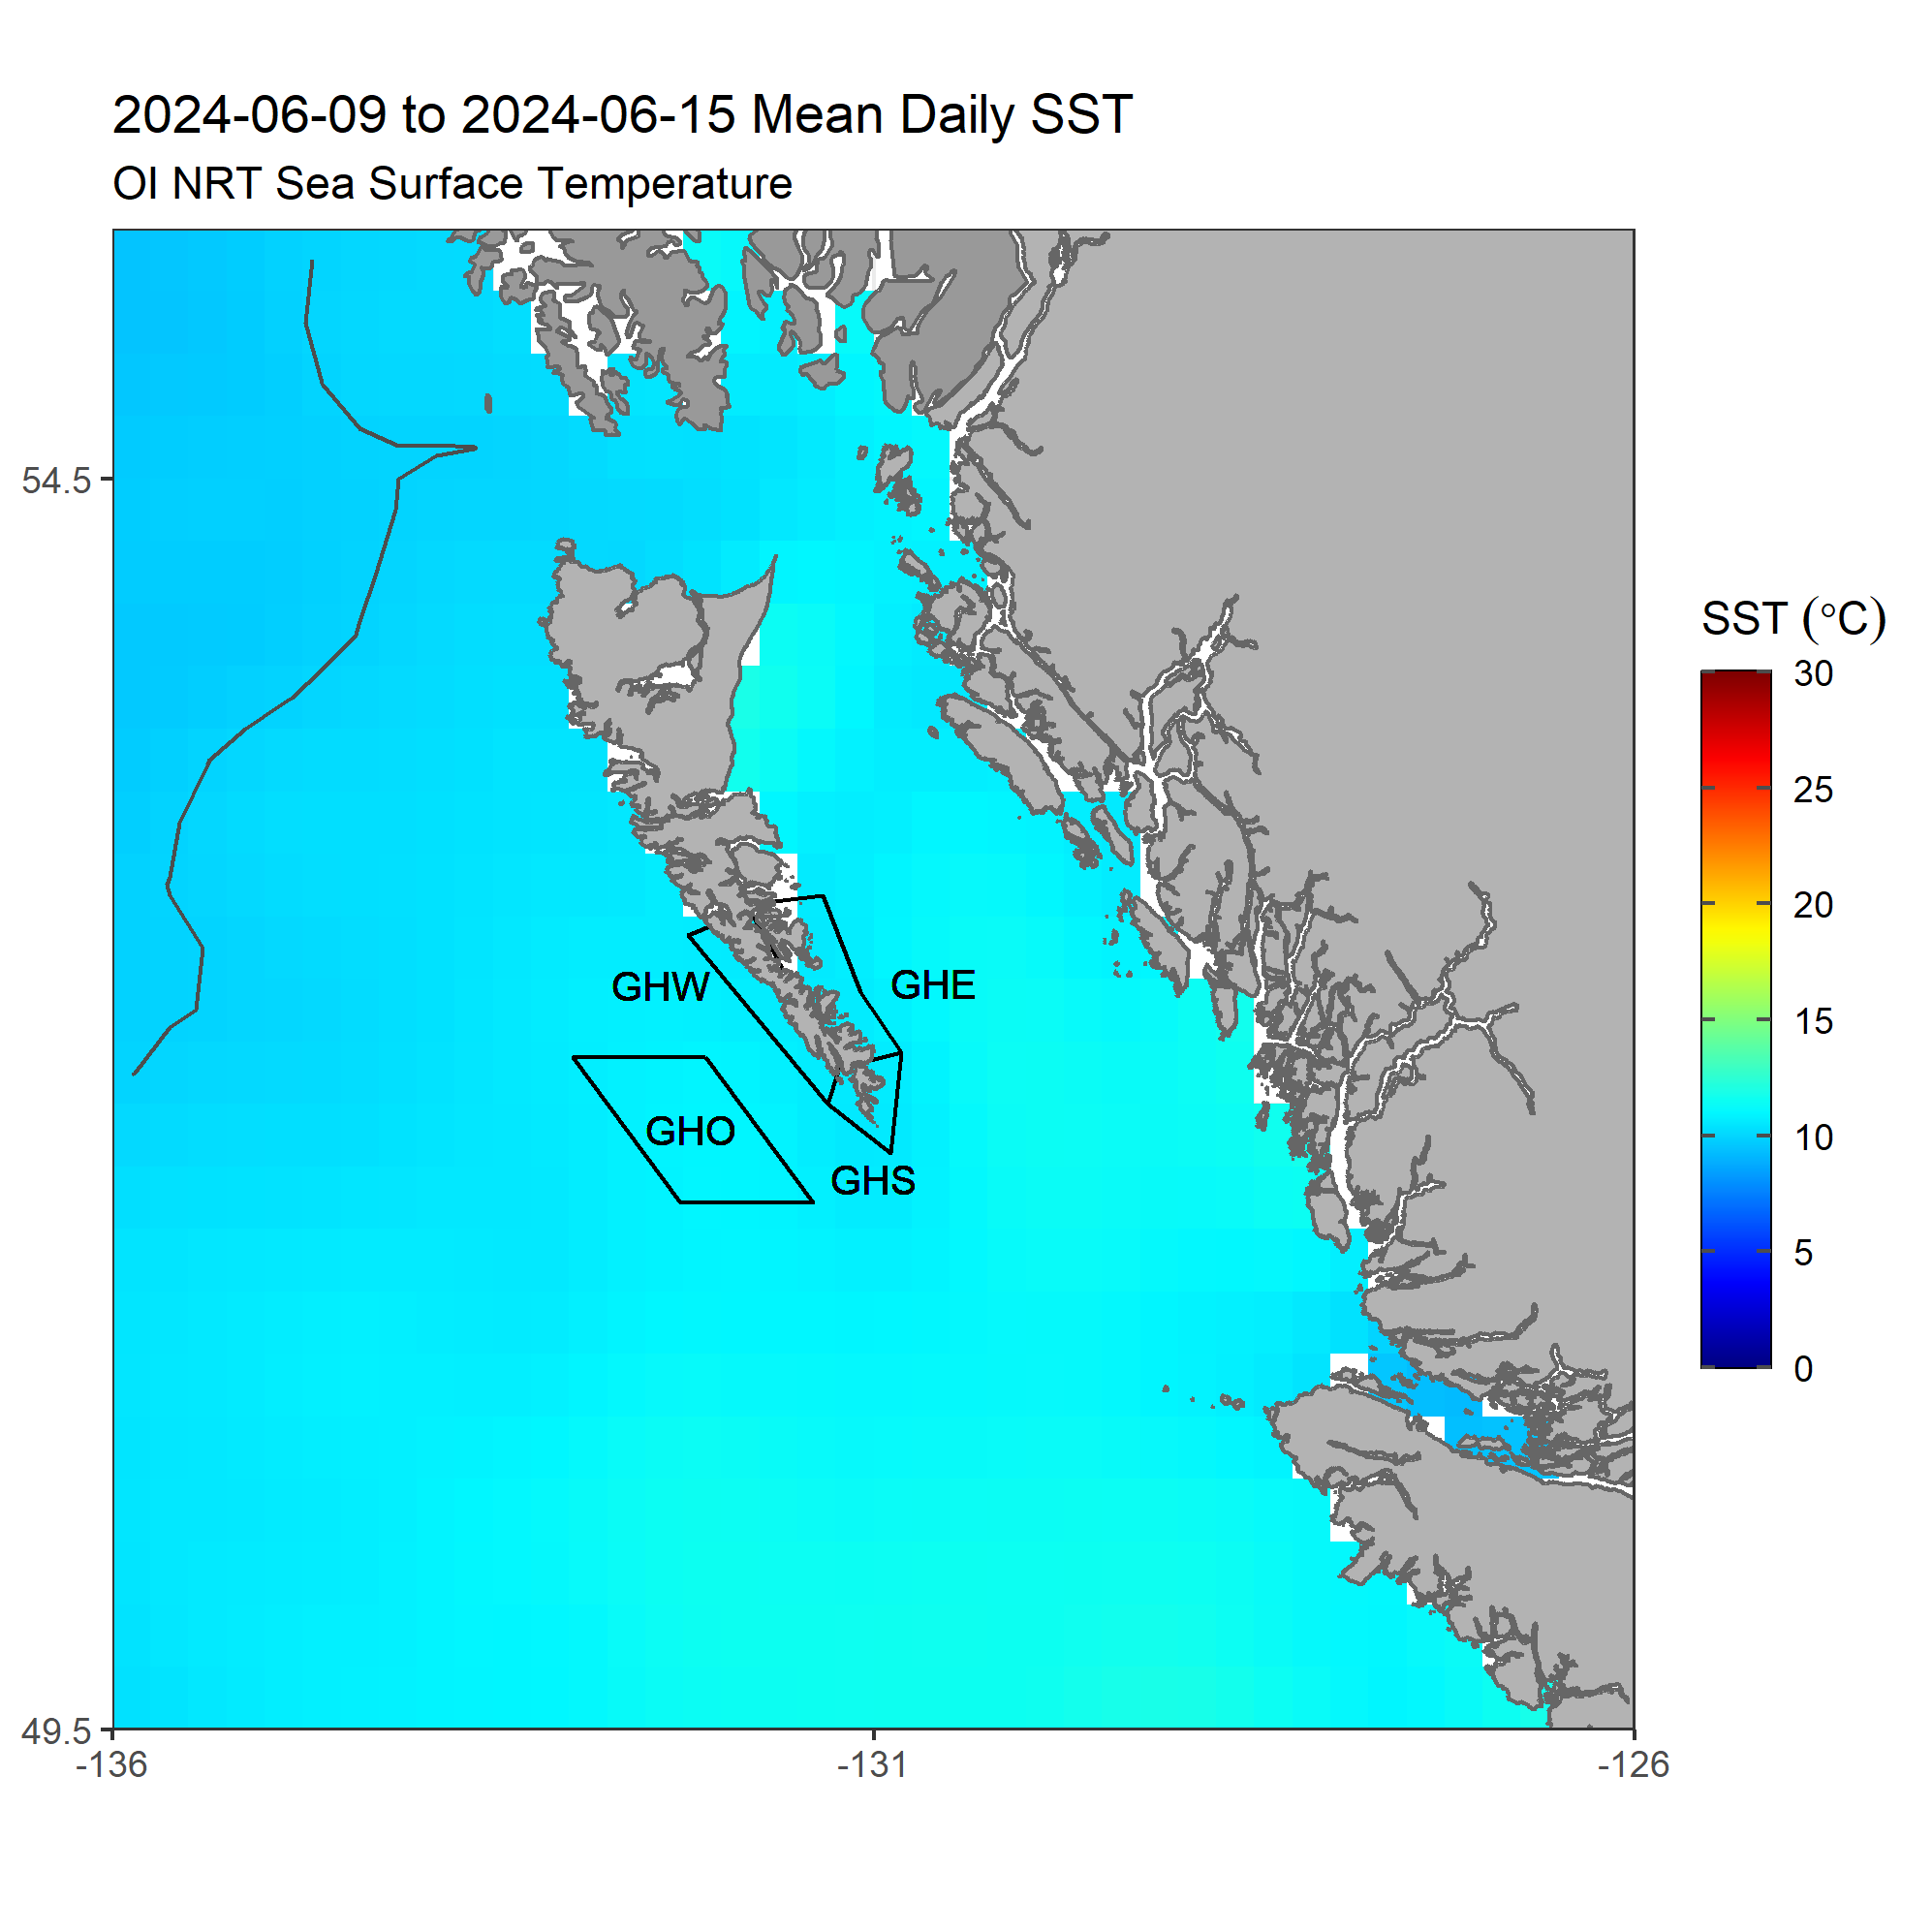 2024-06-09 to 2024-06-15 Mean Daily SST
OI NRT Sea Surface Temperature
54.5
49.5
-136
-131
-126
GHW
GHE
GHO
GHS
SST (°C)
30
25
20
15
10
5
0